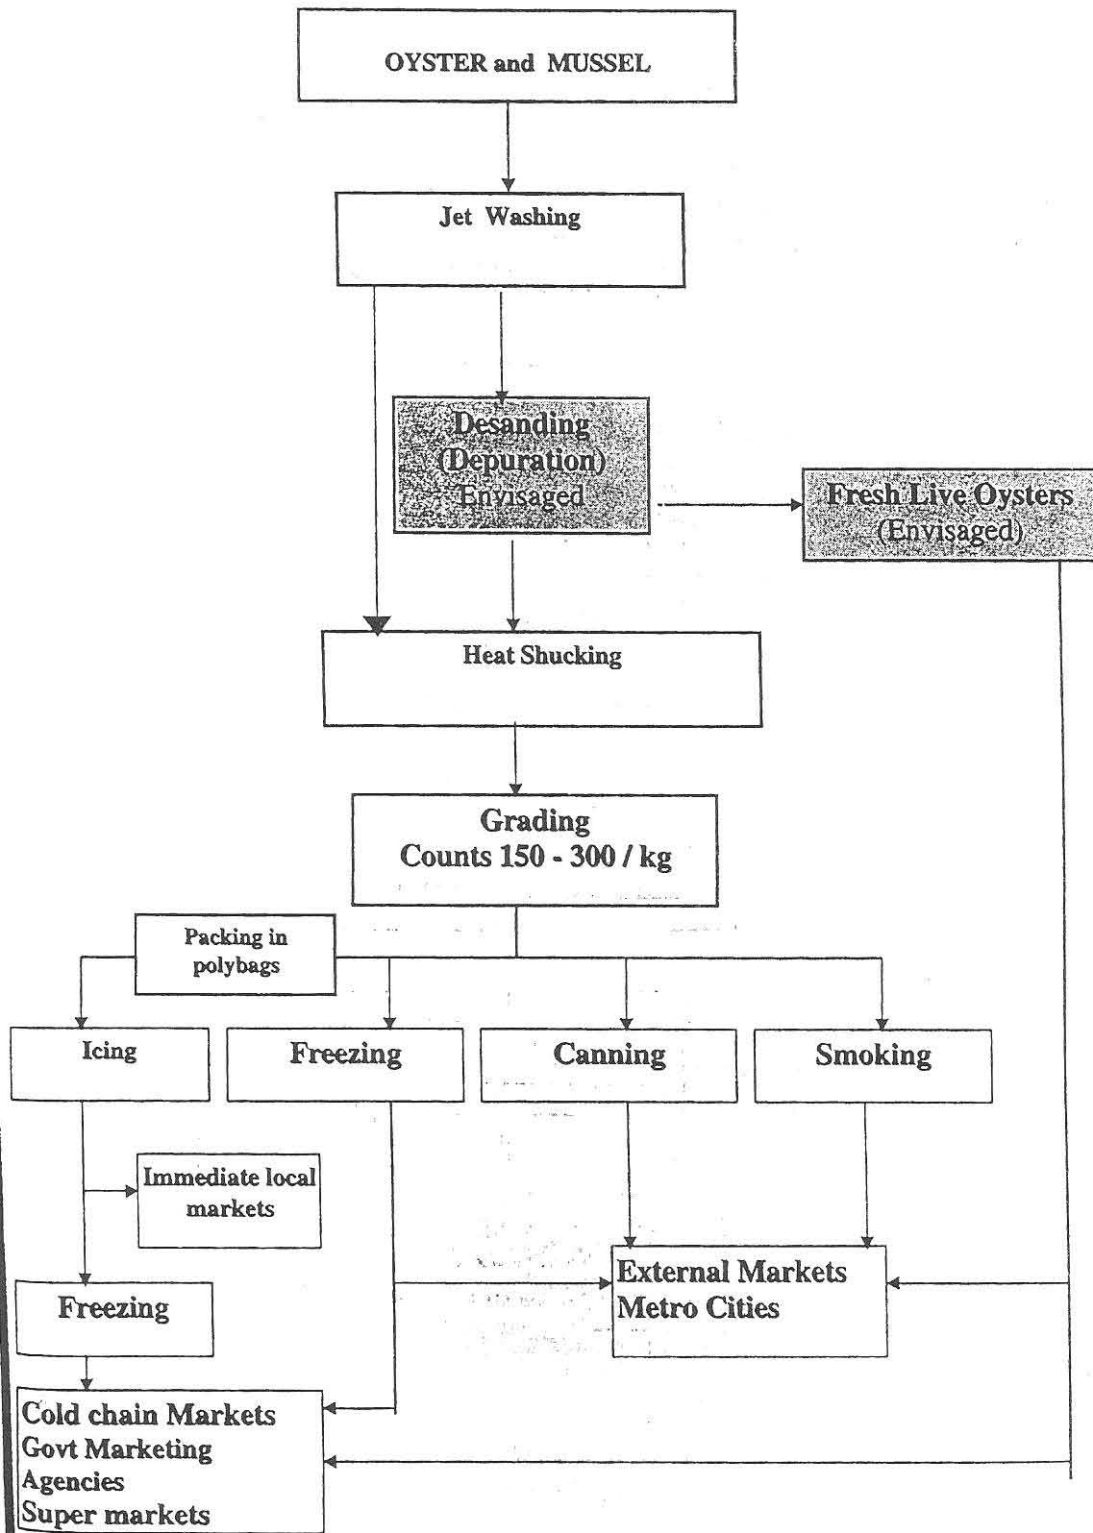 OYSTER and MUSSEL
Jet Washing
Desanding
(Depuration)
Envisaged
Fresh Live Oysters
(Envisaged)
Heat Shucking
Grading
Counts 150 - 300 / kg
Packing in
polybags
Icing
Freezing
Canning
Smoking
Immediate local
markets
External Markets
Metro Cities
Freezing
Cold chain Markets
Govt Marketing
Agencies
Super markets